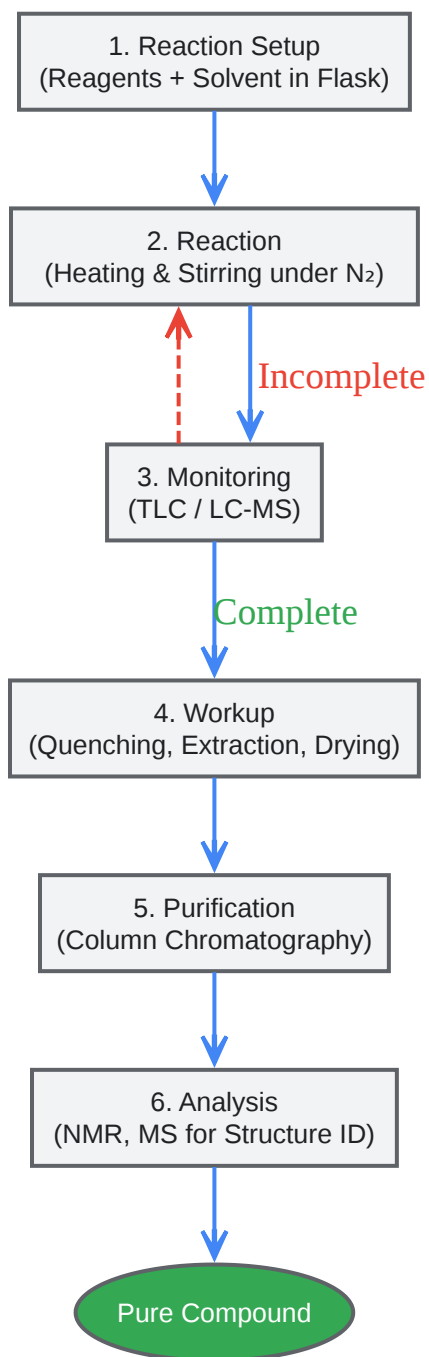 1. Reaction Setup
(Reagents + Solvent in Flask)
2. Reaction
(Heating & Stirring under N₂)
Incomplete
3. Monitoring
(TLC / LC-MS)
Complete
4. Workup
(Quenching, Extraction, Drying)
5. Purification
(Column Chromatography)
6. Analysis
(NMR, MS for Structure ID)
Pure Compound